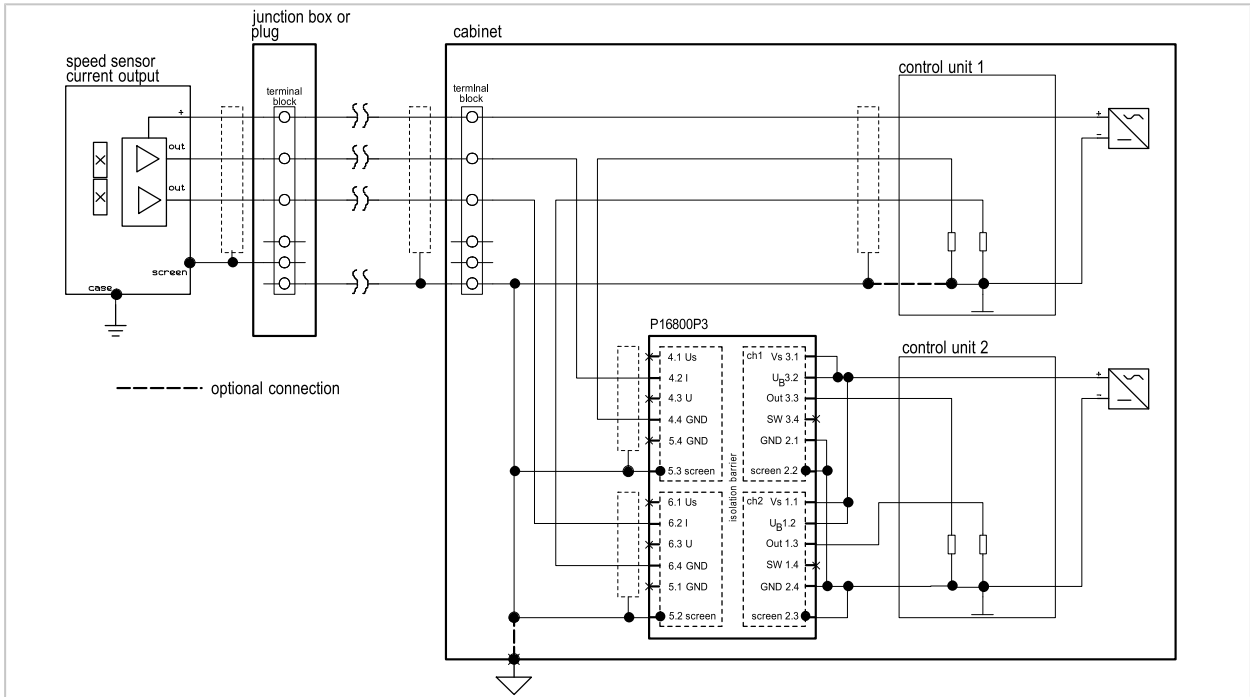 junction box or
plug
cabinet
speed sensor
current output
terminal
block
terminal
block
control unit 1
+
out
out
screen
case
+
-
optional connection
P16800P3
control unit 2
4.1 Us
4.2 I
4.3 U
4.4 GND
5.4 GND
5.3 screen
6.1 Us
6.2 I
6.3 U
6.4 GND
5.1 GND
5.2 screen
isolation barrier
ch1 Vs 3.1
UB3.2
Out 3.3
SW 3.4
GND 2.1
screen 2.2
ch2 Vs 1.1
UB1.2
Out 1.3
SW 1.4
GND 2.4
screen 2.3
+
-